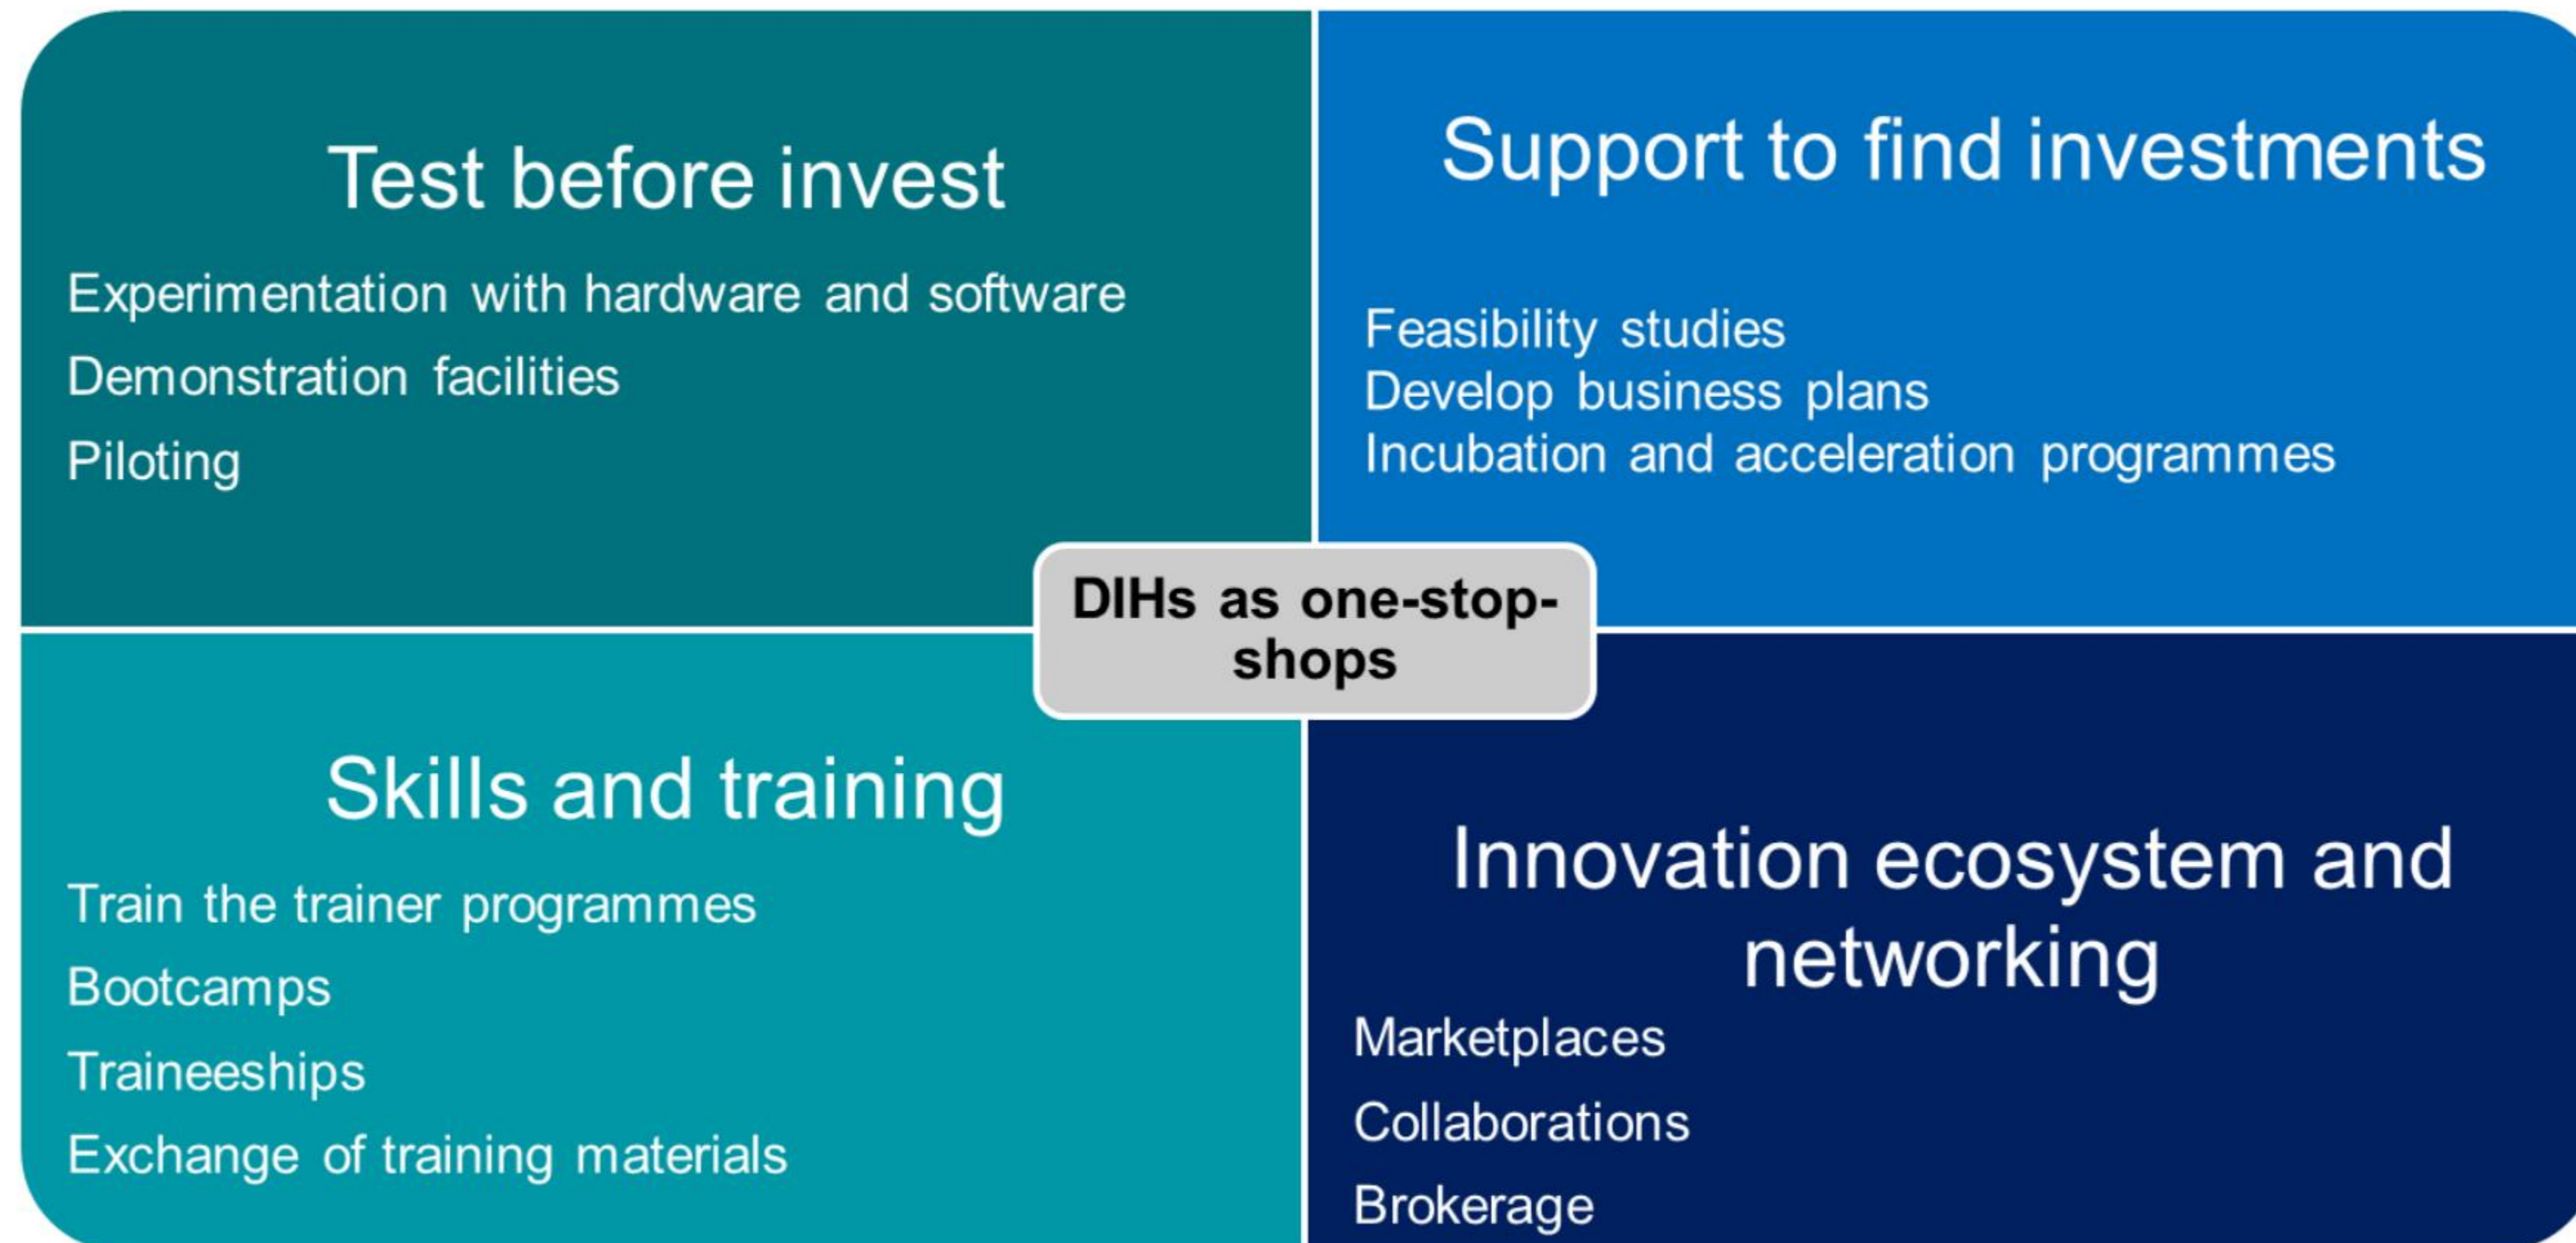 Test before invest
Experimentation with hardware and software
Demonstration facilities
Piloting
Support to find investments
Feasibility studies
Develop business plans
Incubation and acceleration programmes
DIHs as one-stop-
shops
Skills and training
Train the trainer programmes
Bootcamps
Traineeships
Exchange of training materials
Innovation ecosystem and
networking
Marketplaces
Collaborations
Brokerage